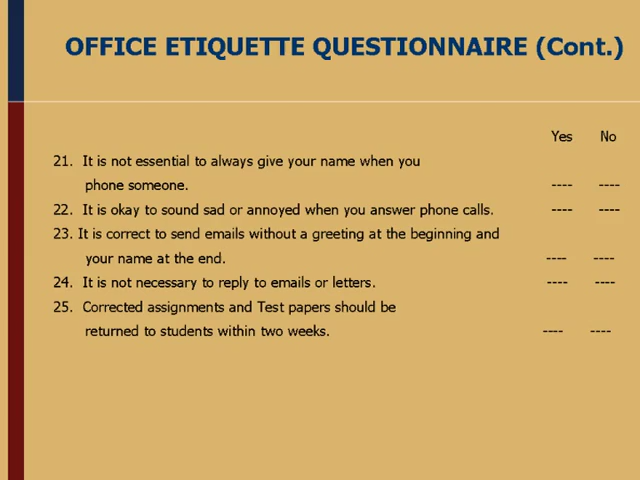 OFFICE ETIQUETTE QUESTIONNAIRE (Cont.)
Yes No
21. It is not essential to always give your name when you
phone someone. ---- ----
22. It is okay to sound sad or annoyed when you answer phone calls. ---- ----
23. It is correct to send emails without a greeting at the beginning and
your name at the end. ---- ----
24. It is not necessary to reply to emails or letters. ---- ----
25. Corrected assignments and Test papers should be
returned to students within two weeks. ---- ----